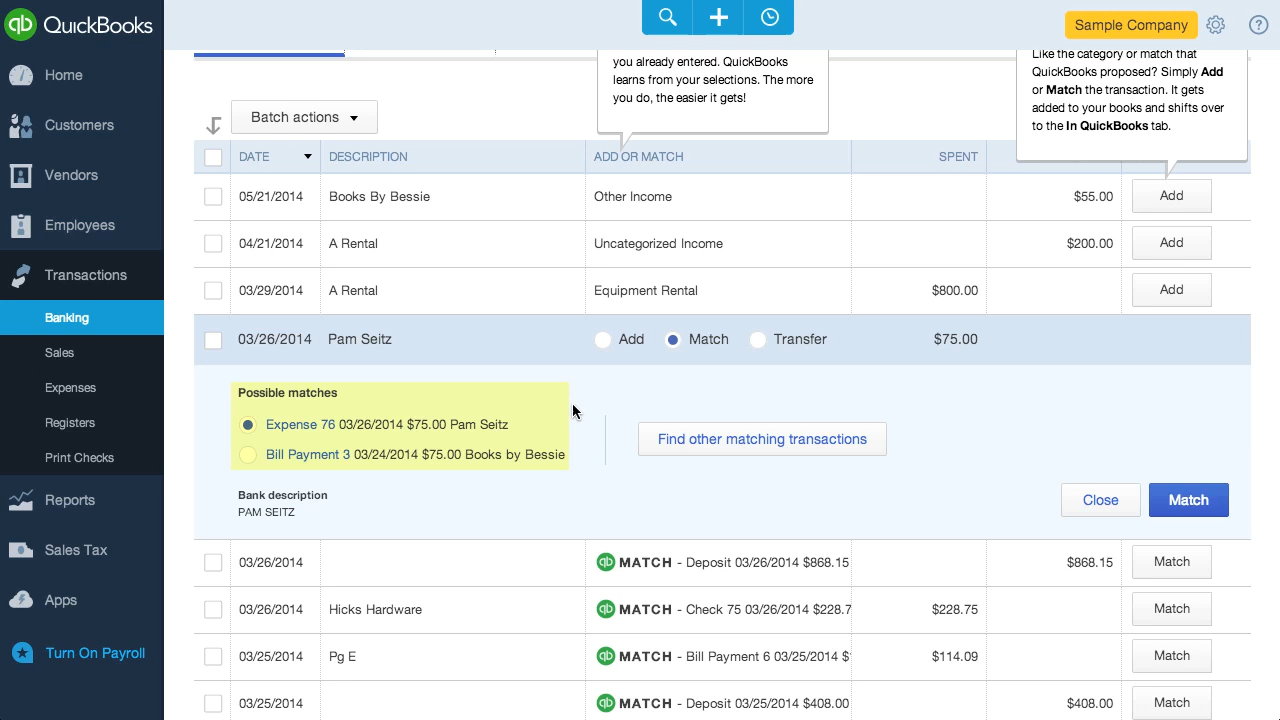 QuickBooks
Sample Company
Home
Customers
Vendors
Employees
Transactions
Banking
Sales
Expenses
Registers
Print Checks
Reports
Sales Tax
Apps
Turn On Payroll
you already entered. QuickBooks
learns from your selections. The more
you do, the easier it gets!
Like the category or match that
QuickBooks proposed? Simply Add
or Match the transaction. It gets
added to your books and shifts over
to the In QuickBooks tab.
Batch actions
DATE DESCRIPTION ADD OR MATCH SPENT
05/21/2014 Books By Bessie Other Income $55.00 Add
04/21/2014 A Rental Uncategorized Income $200.00 Add
03/29/2014 A Rental Equipment Rental $800.00 Add
03/26/2014 Pam Seitz Add Match Transfer $75.00
Possible matches
Expense 76 03/26/2014 $75.00 Pam Seitz
Bill Payment 3 03/24/2014 $75.00 Books by Bessie
Find other matching transactions
Bank description
PAM SEITZ
Close Match
03/26/2014 qb MATCH - Deposit 03/26/2014 $868.15 $868.15 Match
03/26/2014 Hicks Hardware qb MATCH - Check 75 03/26/2014 $228.7 $228.75 Match
03/25/2014 Pg E qb MATCH - Bill Payment 6 03/25/2014 $ $114.09 Match
03/25/2014 qb MATCH - Deposit 03/25/2014 $408.00 $408.00 Match